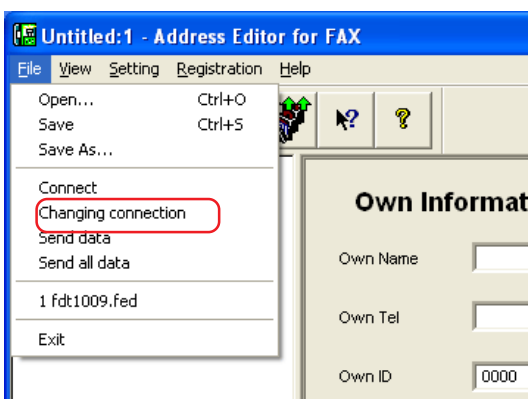 Untitled:1 - Address Editor for FAX
File View Setting Registration Help
Open... Ctrl+O
Save Ctrl+S
Save As...
Connect
Changing connection
Send data
Send all data
1 fdt1009.fed
Exit
? ?
Own Informat
Own Name
Own Tel
Own ID 0000